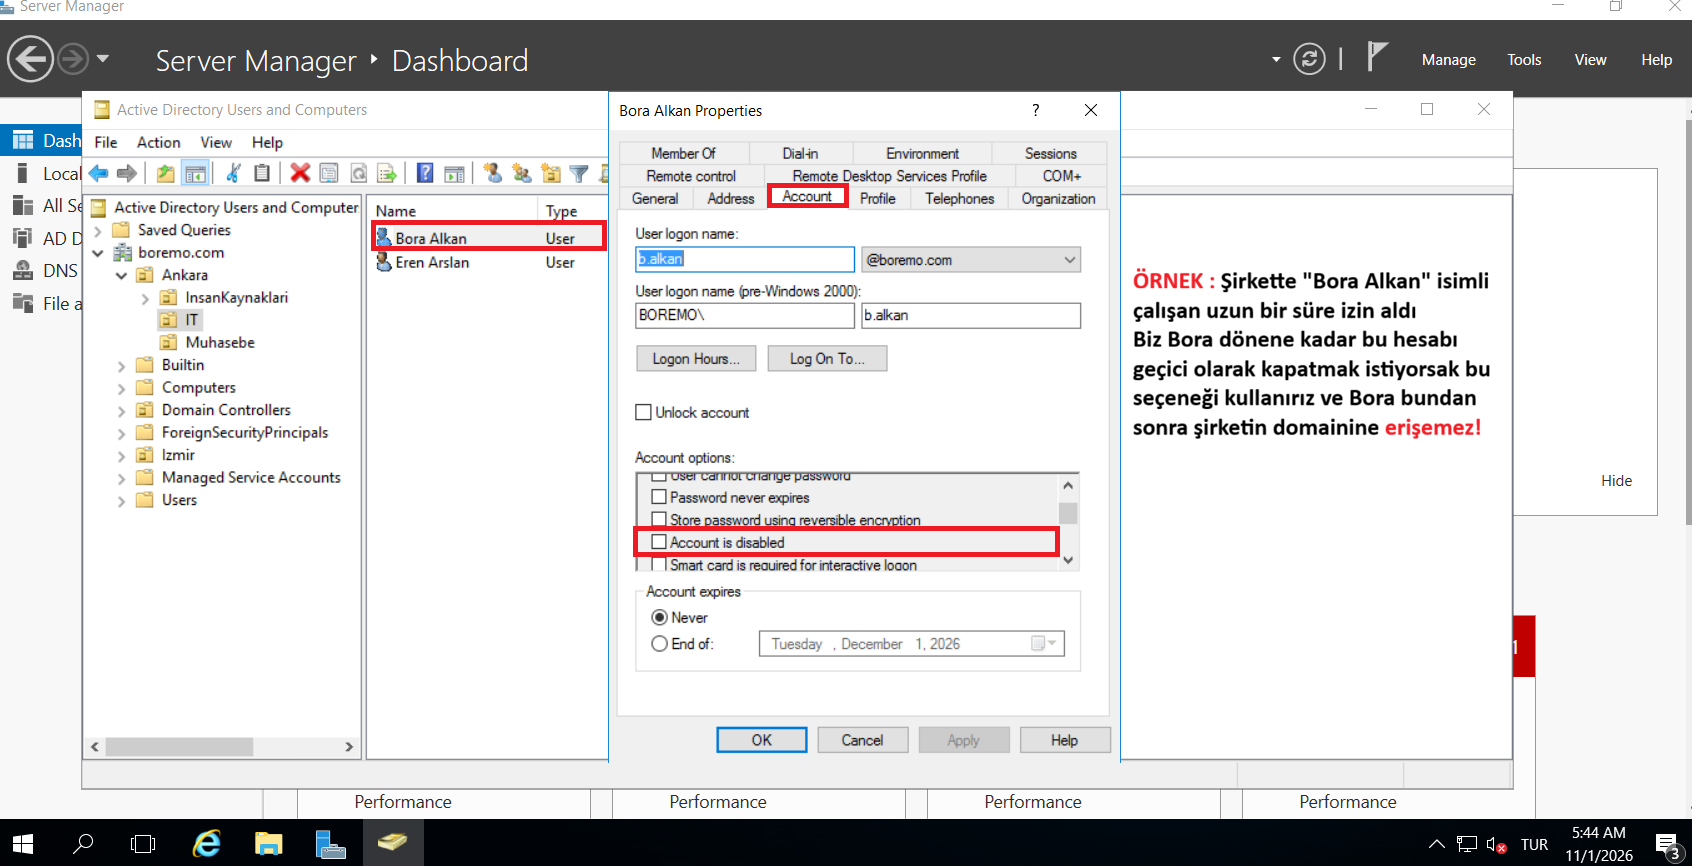 Server Manager
Server Manager ‣ Dashboard
Manage
Tools
View
Help
Active Directory Users and Computers
File Action View Help
Dash
Local
All Se
AD D
DNS
File a
Active Directory Users and Computer
Saved Queries
boremo.com
Ankara
InsanKaynaklari
IT
Muhasebe
Builtin
Computers
Domain Controllers
ForeignSecurityPrincipals
Izmir
Managed Service Accounts
Users
Name Type
Bora Alkan User
Eren Arslan User
Bora Alkan Properties
?
Member Of Dial-in Environment Sessions
Remote control Remote Desktop Services Profile COM+
General Address Account Profile Telephones Organization
User logon name:
b.alkan @boremo.com
User logon name (pre-Windows 2000):
BOREMO\ b.alkan
Logon Hours... Log On To...
Unlock account
Account options:
User cannot change password
Password never expires
Store password using reversible encryption
Account is disabled
Smart card is required for interactive logon
Account expires
Never
End of: Tuesday , December 1, 2026
OK Cancel Apply Help
ÖRNEK : Şirkette "Bora Alkan" isimli
çalışan uzun bir süre izin aldı
Biz Bora dönene kadar bu hesabı
geçici olarak kapatmak istiyorsak bu
seçeneği kullanırız ve Bora bundan
sonra şirketin domainine erişemez!
Hide
1
Performance Performance Performance Performance
TUR
5:44 AM
11/1/2026
3